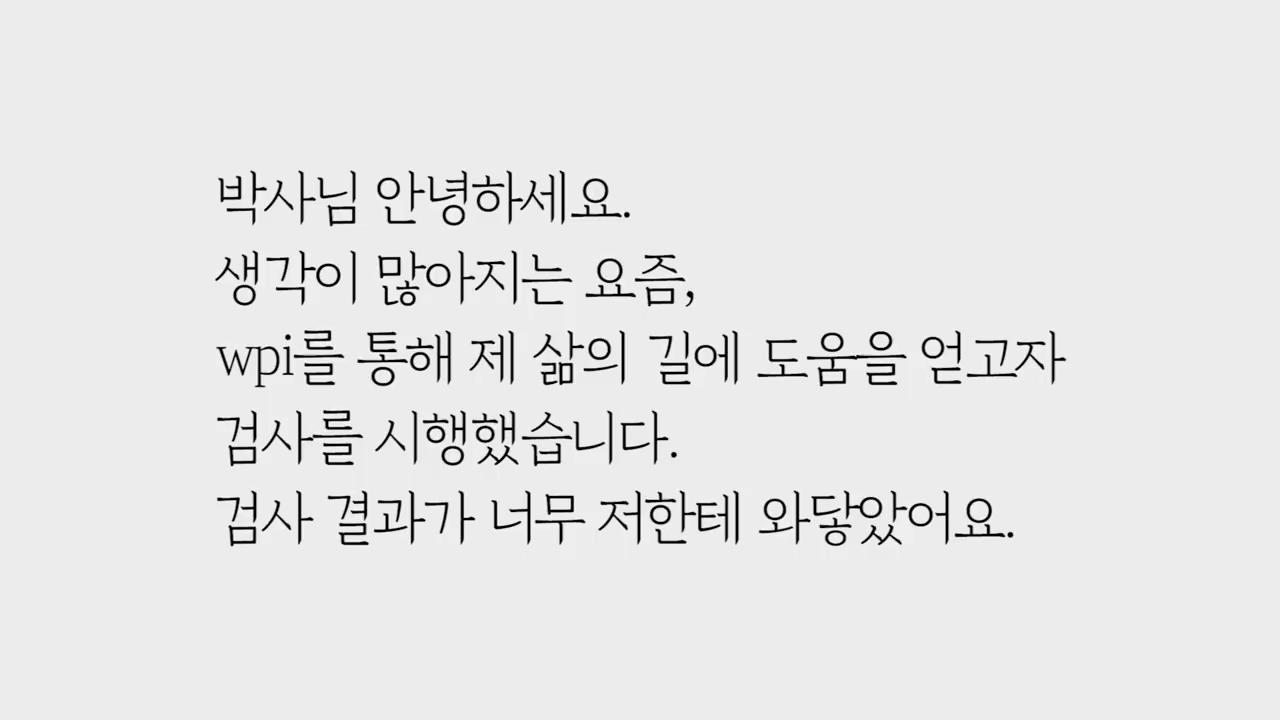 박사님 안녕하세요.
생각이 많아지는 요즘,
wpi를 통해 제 삶의 길에 도움을 얻고자
검사를 시행했습니다.
검사 결과가 너무 저한테 와닿았어요.